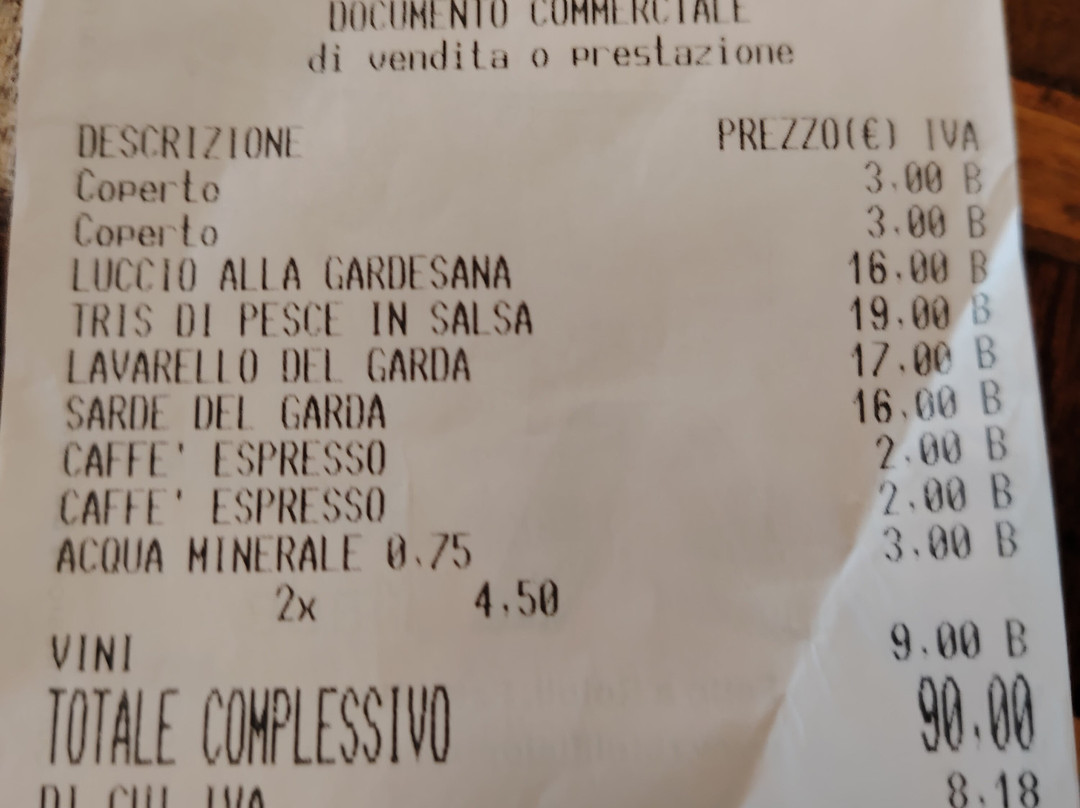 DOCUMENTO COMMERCIALE
di vendita o prestazione
DESCRIZIONE PREZZO(€) IVA
Coperto 3.00 B
Coperto 3.00 B
LUCCIO ALLA GARDESANA 16.00 B
TRIS DI PESCE IN SALSA 19.00 B
LAVARELLO DEL GARDA 17.00 B
SARDE DEL GARDA 16.00 B
CAFFE' ESPRESSO 2.00 B
CAFFE' ESPRESSO 2.00 B
ACQUA MINERALE 0.75 3.00 B
2x 4.50
VINI 9.00 B
TOTALE COMPLESSIVO 90.00
DI CUI IVA 8.18